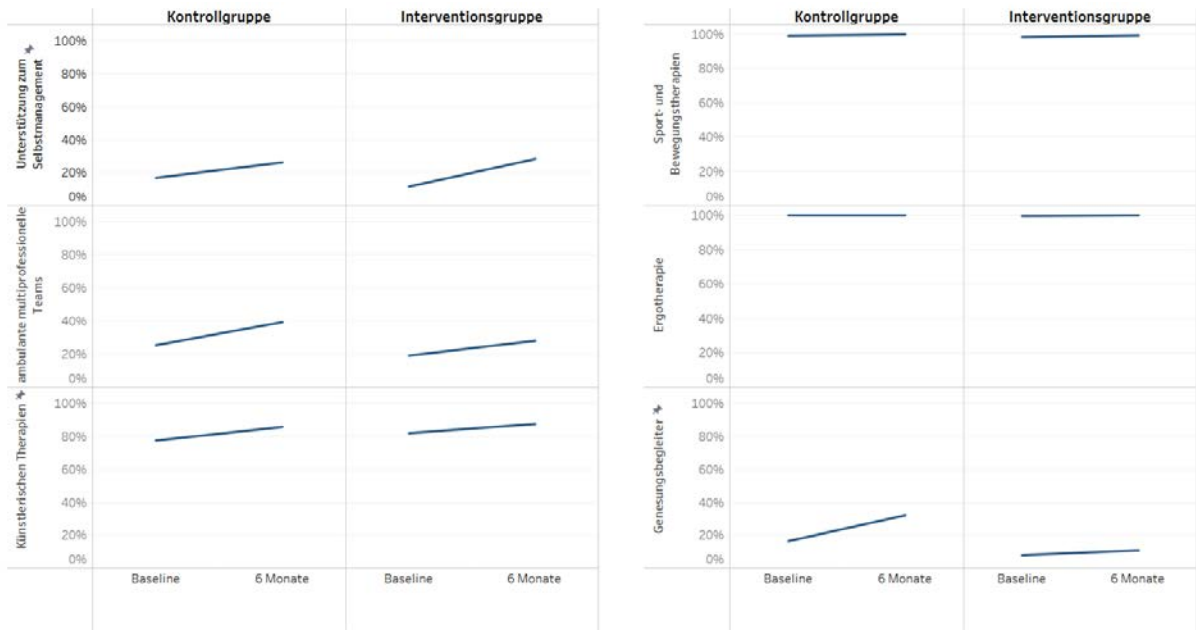 Kontrollgruppe Interventionsgruppe
Unterstützung zum
Selbstmanagement
100%
80%
60%
40%
20%
0%
ambulante multiprofessionelle
Teams
100%
80%
60%
40%
20%
0%
Künstlerischen Therapien
100%
80%
60%
40%
20%
0%
Baseline 6 Monate Baseline 6 Monate
Kontrollgruppe Interventionsgruppe
Sport- und
Bewegungstherapien
100%
80%
60%
40%
20%
0%
Ergotherapie
100%
80%
60%
40%
20%
0%
Genesungsbegleiter
100%
80%
60%
40%
20%
0%
Baseline 6 Monate Baseline 6 Monate